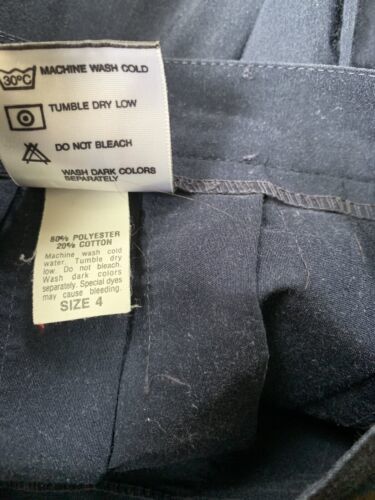 30°C MACHINE WASH COLD
TUMBLE DRY LOW
DO NOT BLEACH
WASH DARK COLORS
SEPARATELY
80% POLYESTER
20% COTTON
Machine wash cold
water. Tumble dry
low. Do not bleach.
Wash dark colors
separately. Special dyes
may cause bleeding.
SIZE 4